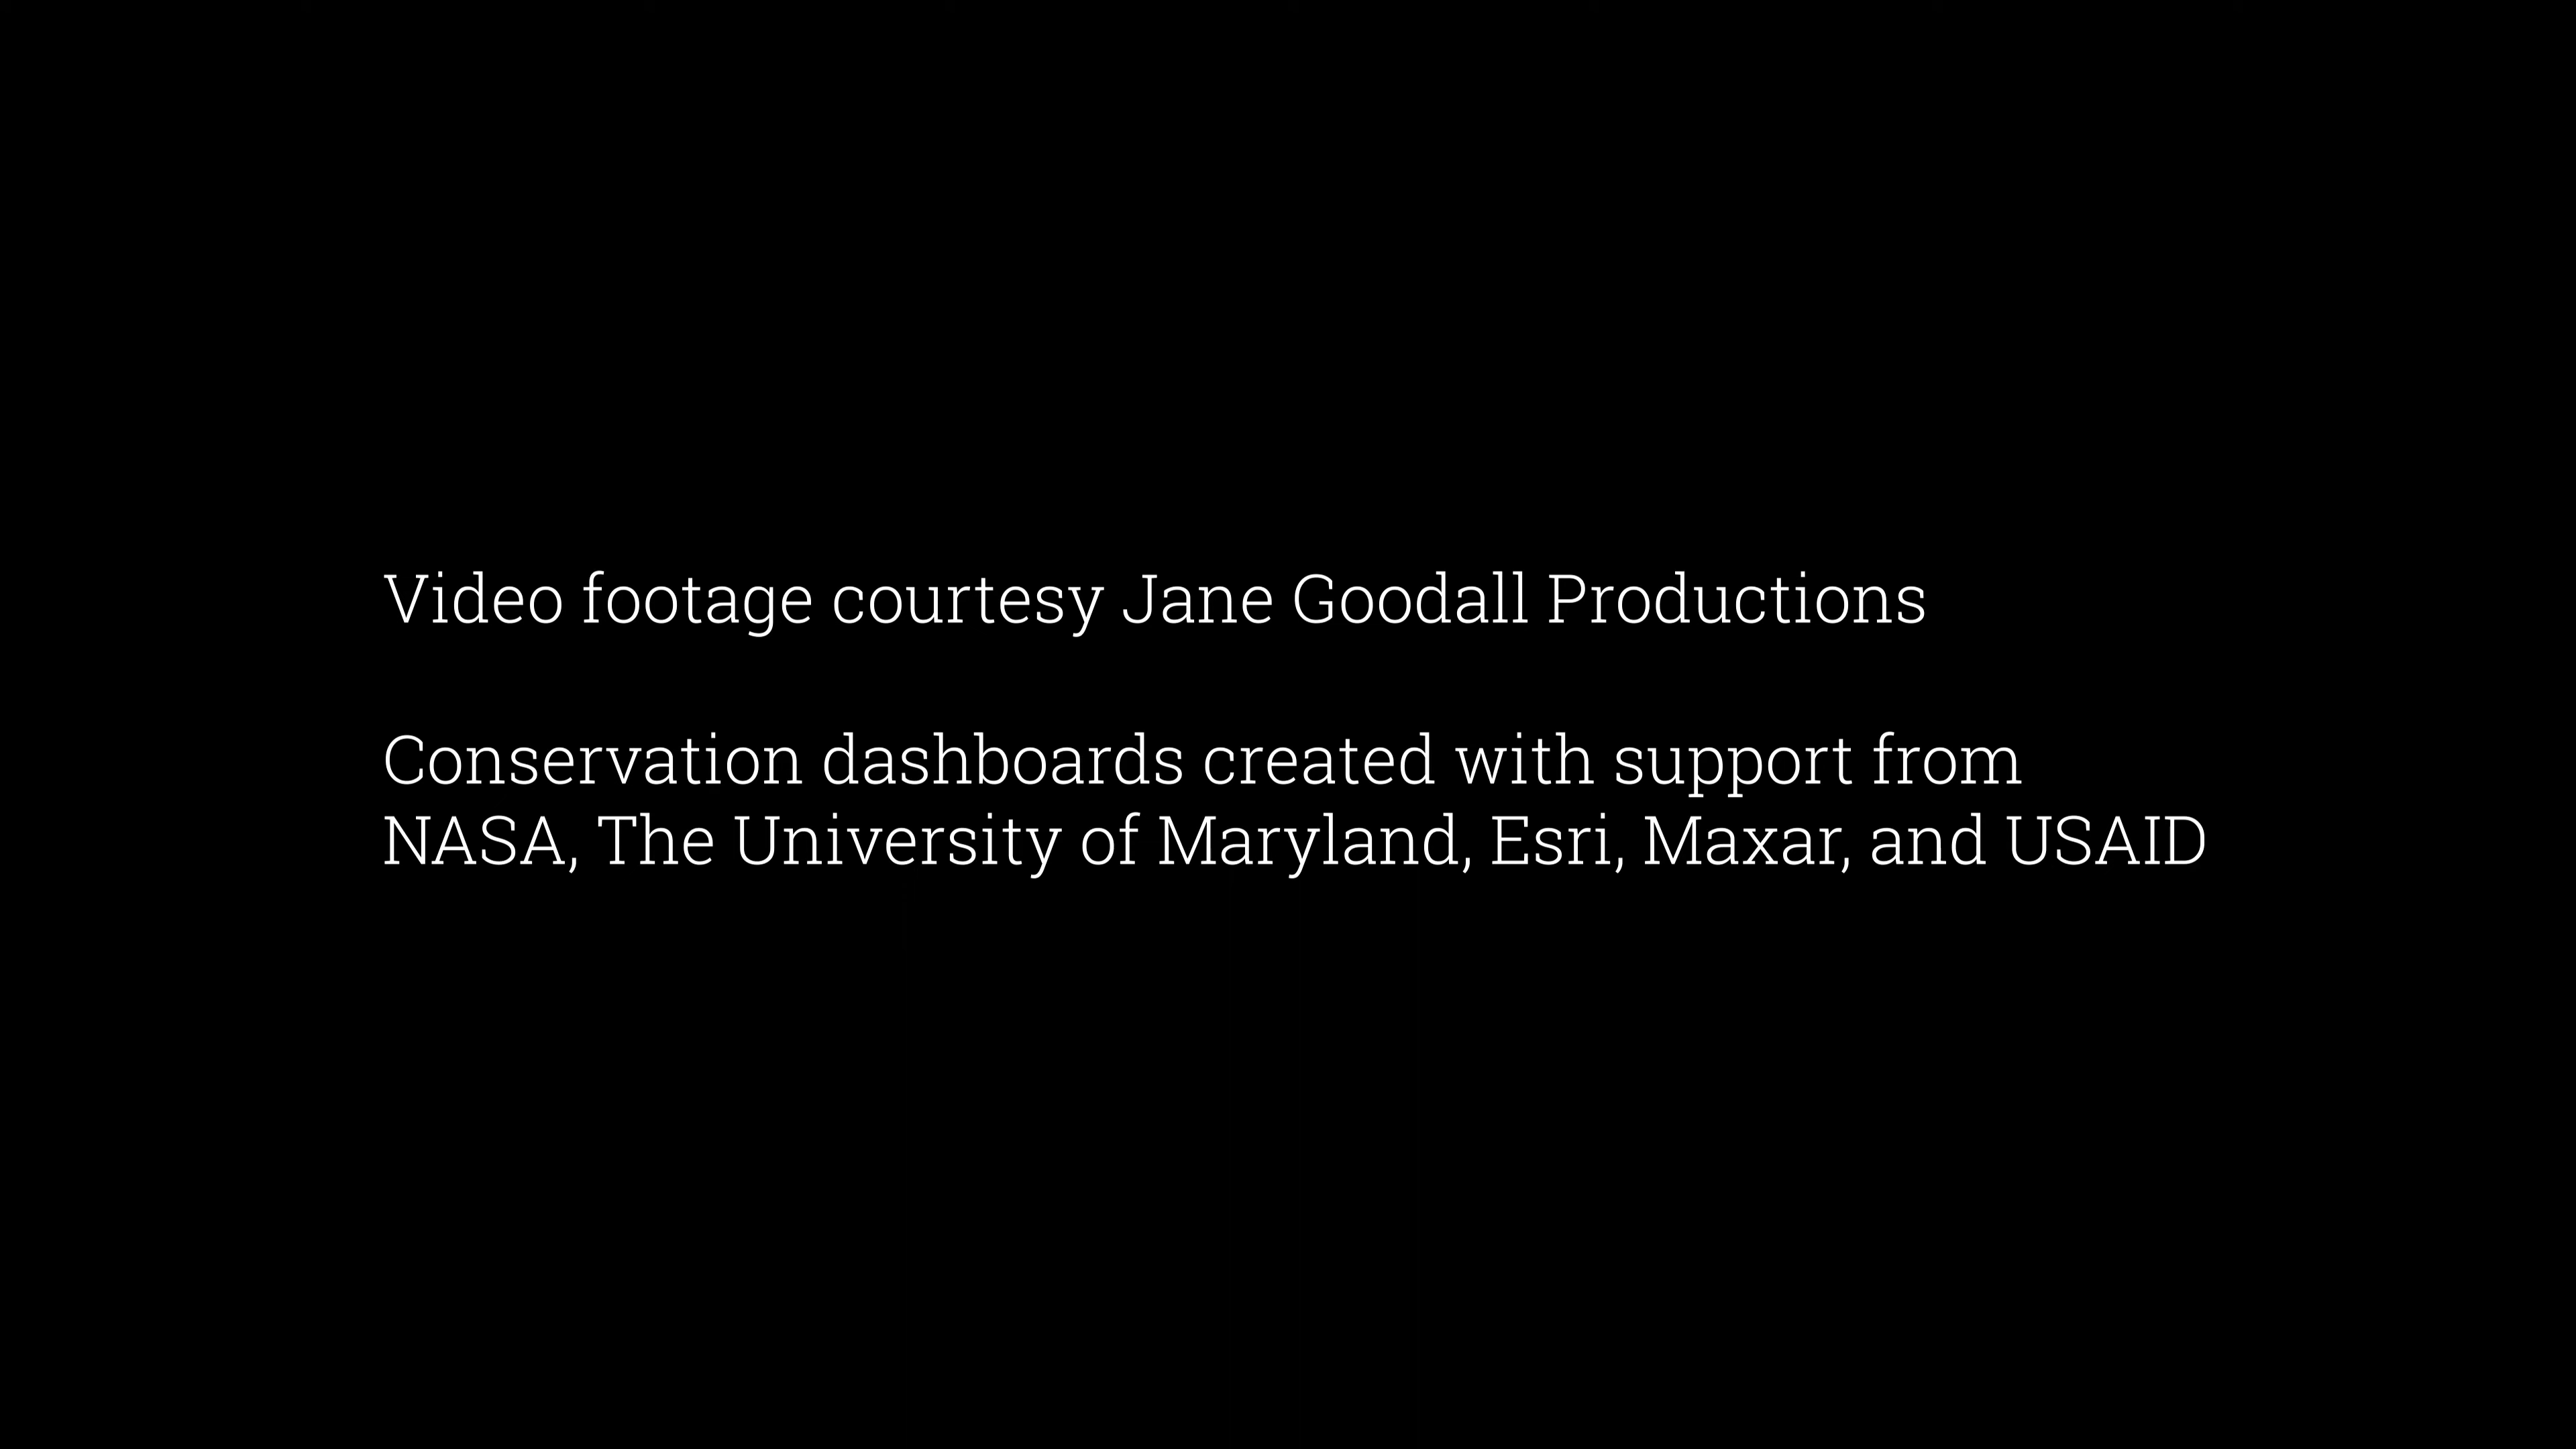 Video footage courtesy Jane Goodall Productions
Conservation dashboards created with support from
NASA, The University of Maryland, Esri, Maxar, and USAID